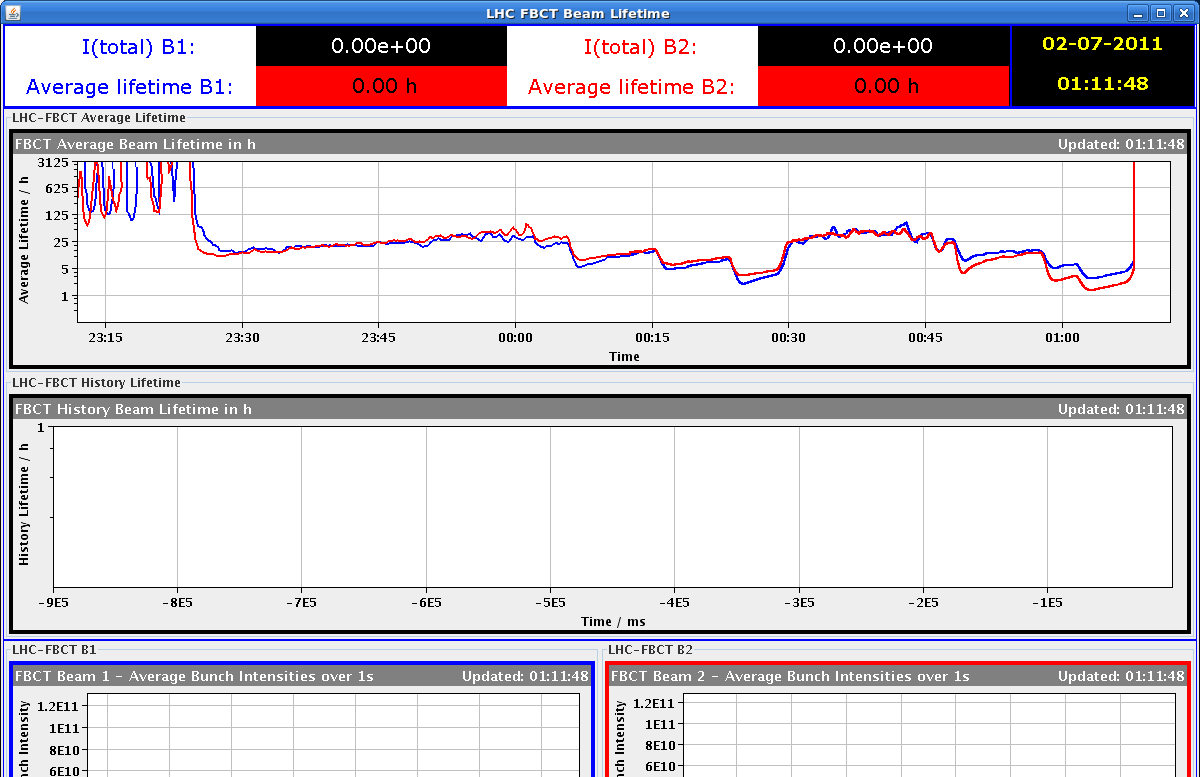 LHC FBCT Beam Lifetime
I(total) B1: 0.00e+00 I(total) B2: 0.00e+00 02-07-2011
Average lifetime B1: 0.00 h Average lifetime B2: 0.00 h 01:11:48
LHC-FBCT Average Lifetime
FBCT Average Beam Lifetime in h Updated: 01:11:48
3125
625
125
25
5
1
Average Lifetime / h
23:15 23:30 23:45 00:00 00:15 00:30 00:45 01:00
Time
LHC-FBCT History Lifetime
FBCT History Beam Lifetime in h Updated: 01:11:48
1
History Lifetime / h
-9E5 -8E5 -7E5 -6E5 -5E5 -4E5 -3E5 -2E5 -1E5
Time / ms
LHC-FBCT B1
FBCT Beam 1 - Average Bunch Intensities over 1s Updated: 01:11:48
1.2E11
1E11
8E10
6E10
nch Intensity
LHC-FBCT B2
FBCT Beam 2 - Average Bunch Intensities over 1s Updated: 01:11:48
1.2E11
1E11
8E10
6E10
nch Intensity